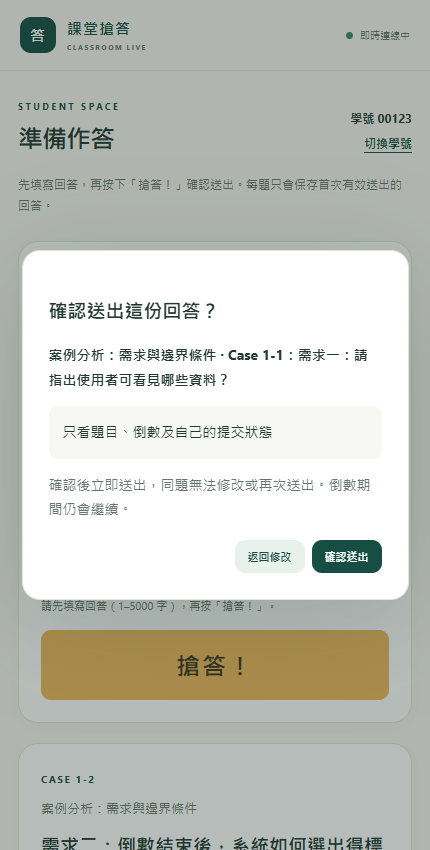 答
課堂搶答
CLASSROOM LIVE
即時連線中
STUDENT SPACE
準備作答
學號 00123
切換學號
先填寫回答，再按下「搶答！」確認送出。每題只會保存首次有效送出的
回答。
確認送出這份回答？
案例分析：需求與邊界條件 · Case 1-1：需求一：請
指出使用者可看見哪些資料？
只看題目、倒數及自己的提交狀態
確認後立即送出，同題無法修改或再次送出。倒數期
間仍會繼續。
返回修改
確認送出
請先填寫回答（1–5000 字），再按「搶答！」。
搶答！
CASE 1-2
案例分析：需求與邊界條件
需求二：倒數結束後，系統如何選出得標